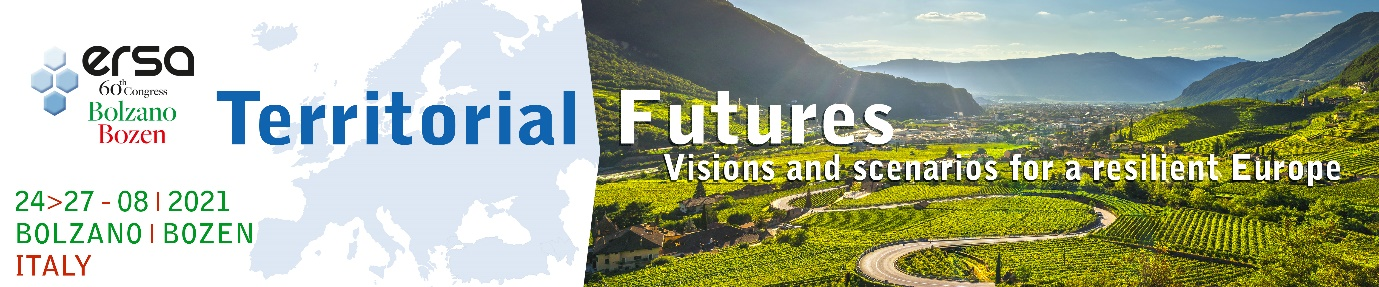 ersa
60th Congress
Bolzano
Bozen
Territorial Futures
Visions and scenarios for a resilient Europe
24>27 - 08 | 2021
BOLZANO | BOZEN
ITALY